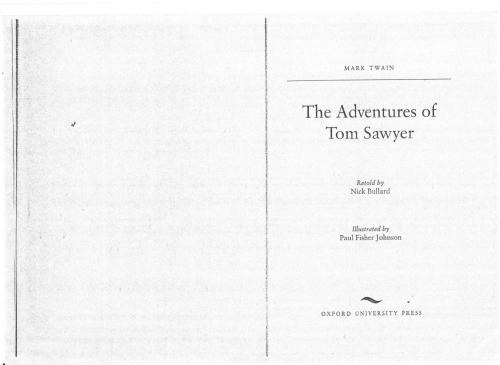 MARK TWAIN
The Adventures of
Tom Sawyer
Retold by
Nick Bullard
Illustrated by
Paul Fisher Johnson
OXFORD UNIVERSITY PRESS